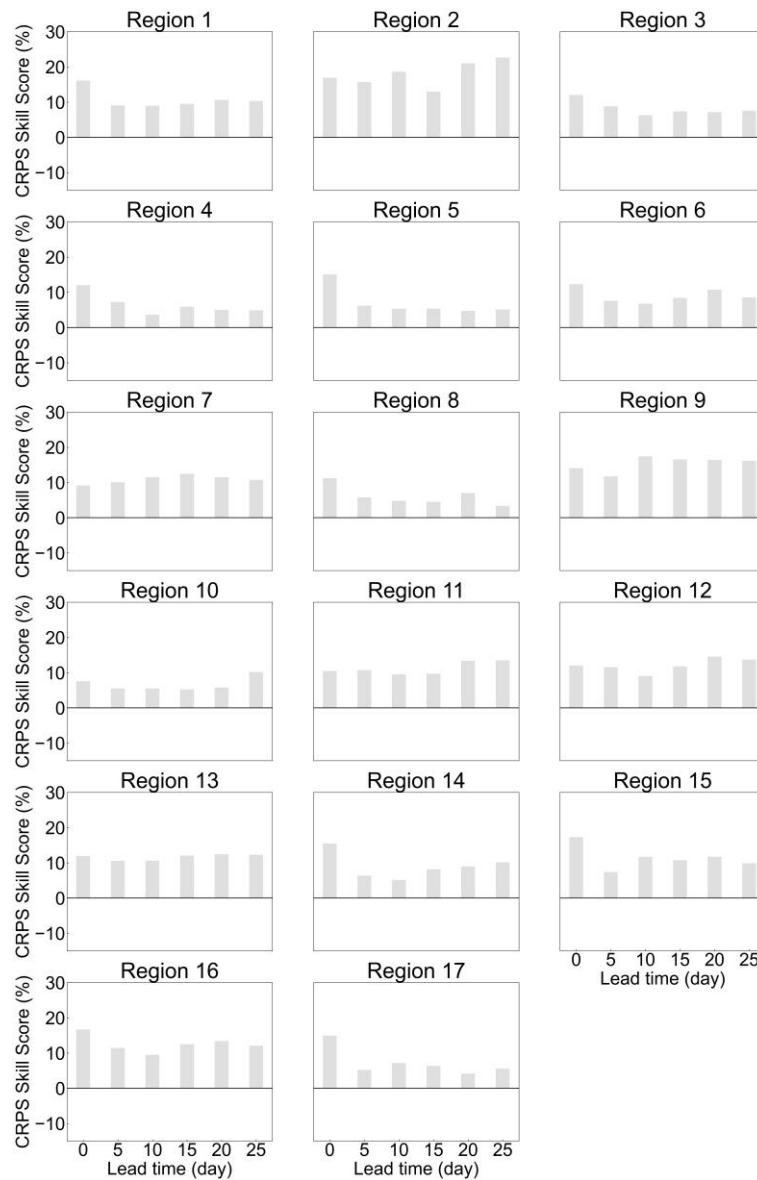 Region 1
Region 2
Region 3
CRPS Skill Score (%)
30
20
10
0
−10
Region 4
Region 5
Region 6
CRPS Skill Score (%)
30
20
10
0
−10
Region 7
Region 8
Region 9
CRPS Skill Score (%)
30
20
10
0
−10
Region 10
Region 11
Region 12
CRPS Skill Score (%)
30
20
10
0
−10
Region 13
Region 14
Region 15
CRPS Skill Score (%)
30
20
10
0
−10
0 5 10 15 20 25
Lead time (day)
Region 16
Region 17
CRPS Skill Score (%)
30
20
10
0
−10
0 5 10 15 20 25
Lead time (day)
0 5 10 15 20 25
Lead time (day)